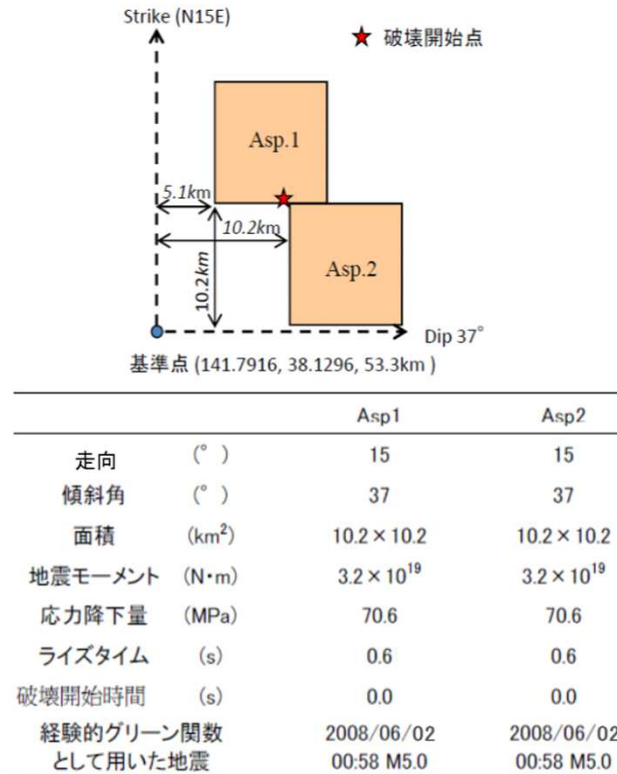 Strike (N15E)
★ 破壊開始点
Asp.1
5.1km
10.2km
10.2km
Asp.2
Dip 37°
基準点 (141.7916, 38.1296, 53.3km )
Asp1 Asp2
走向 (°) 15 15
傾斜角 (°) 37 37
面積 (km²) 10.2×10.2 10.2×10.2
地震モーメント (N・m) 3.2×10¹⁹ 3.2×10¹⁹
応力降下量 (MPa) 70.6 70.6
ライズタイム (s) 0.6 0.6
破壊開始時間 (s) 0.0 0.0
経験的グリーン関数 2008/06/02 2008/06/02
として用いた地震 00:58 M5.0 00:58 M5.0